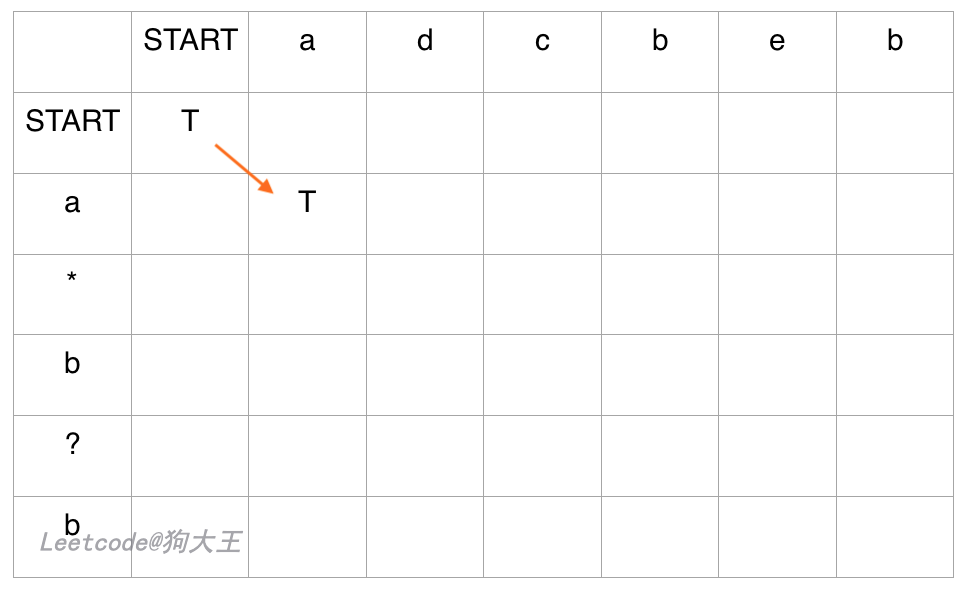 START a d c b e b
START T
a T
*
b
?
b
Leetcode@狗大王